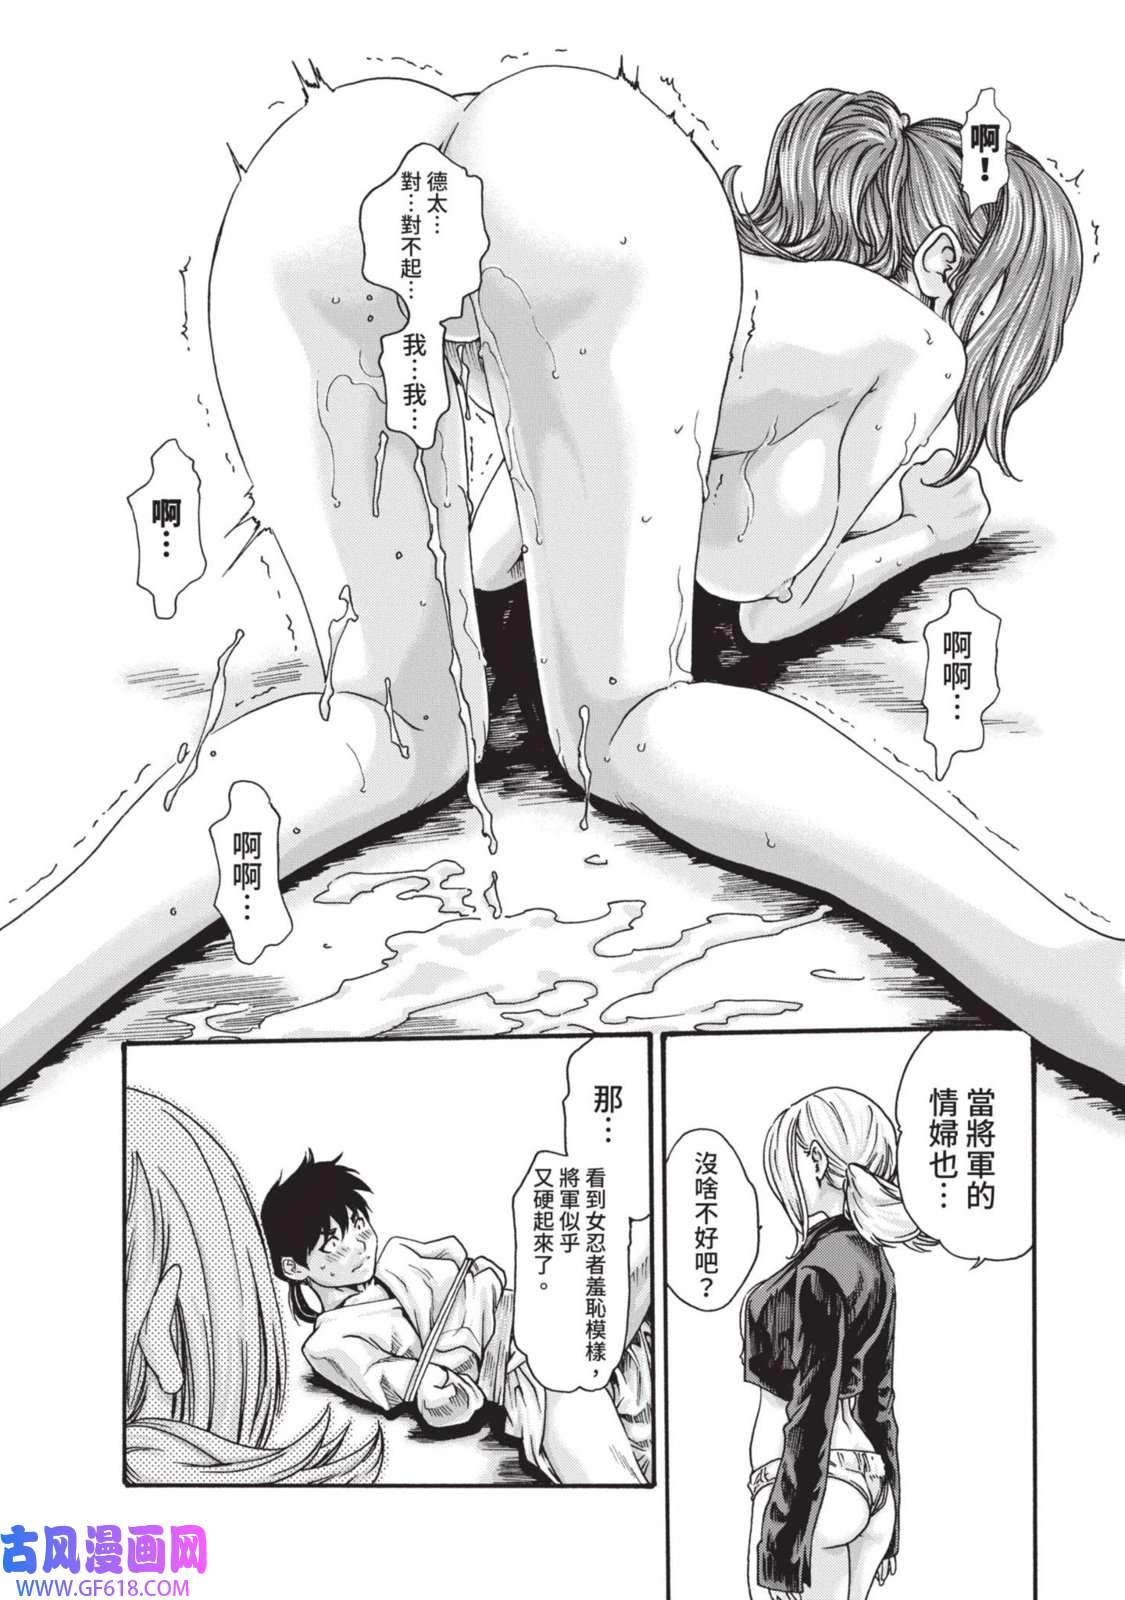 啊！
德太…
對…對不起…
我…我…
啊…
啊啊…
啊啊…
當將軍的
情婦也…
沒啥不好吧？
那…
看到女忍者羞恥模樣，
將軍似乎
又硬起來了。
古风漫画网
WWW.GF618.COM